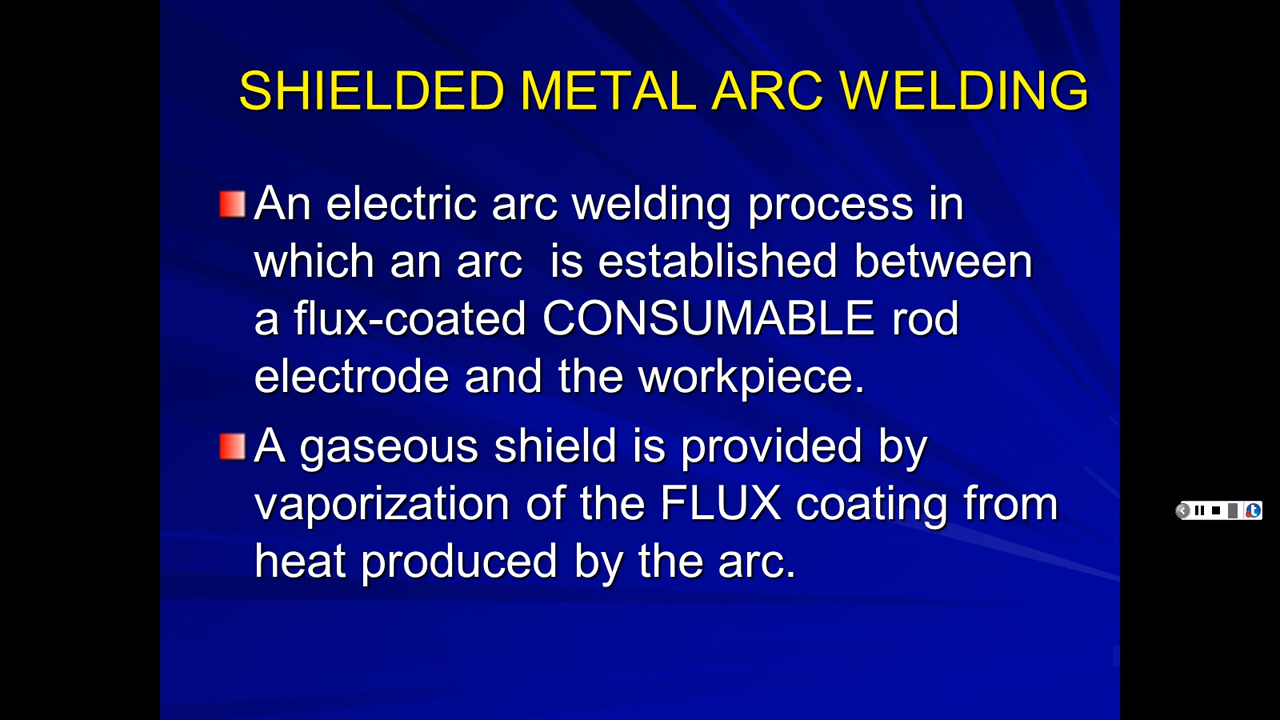 SHIELDED METAL ARC WELDING
An electric arc welding process in
which an arc  is established between
a flux-coated CONSUMABLE rod
electrode and the workpiece.
A gaseous shield is provided by
vaporization of the FLUX coating from
heat produced by the arc.